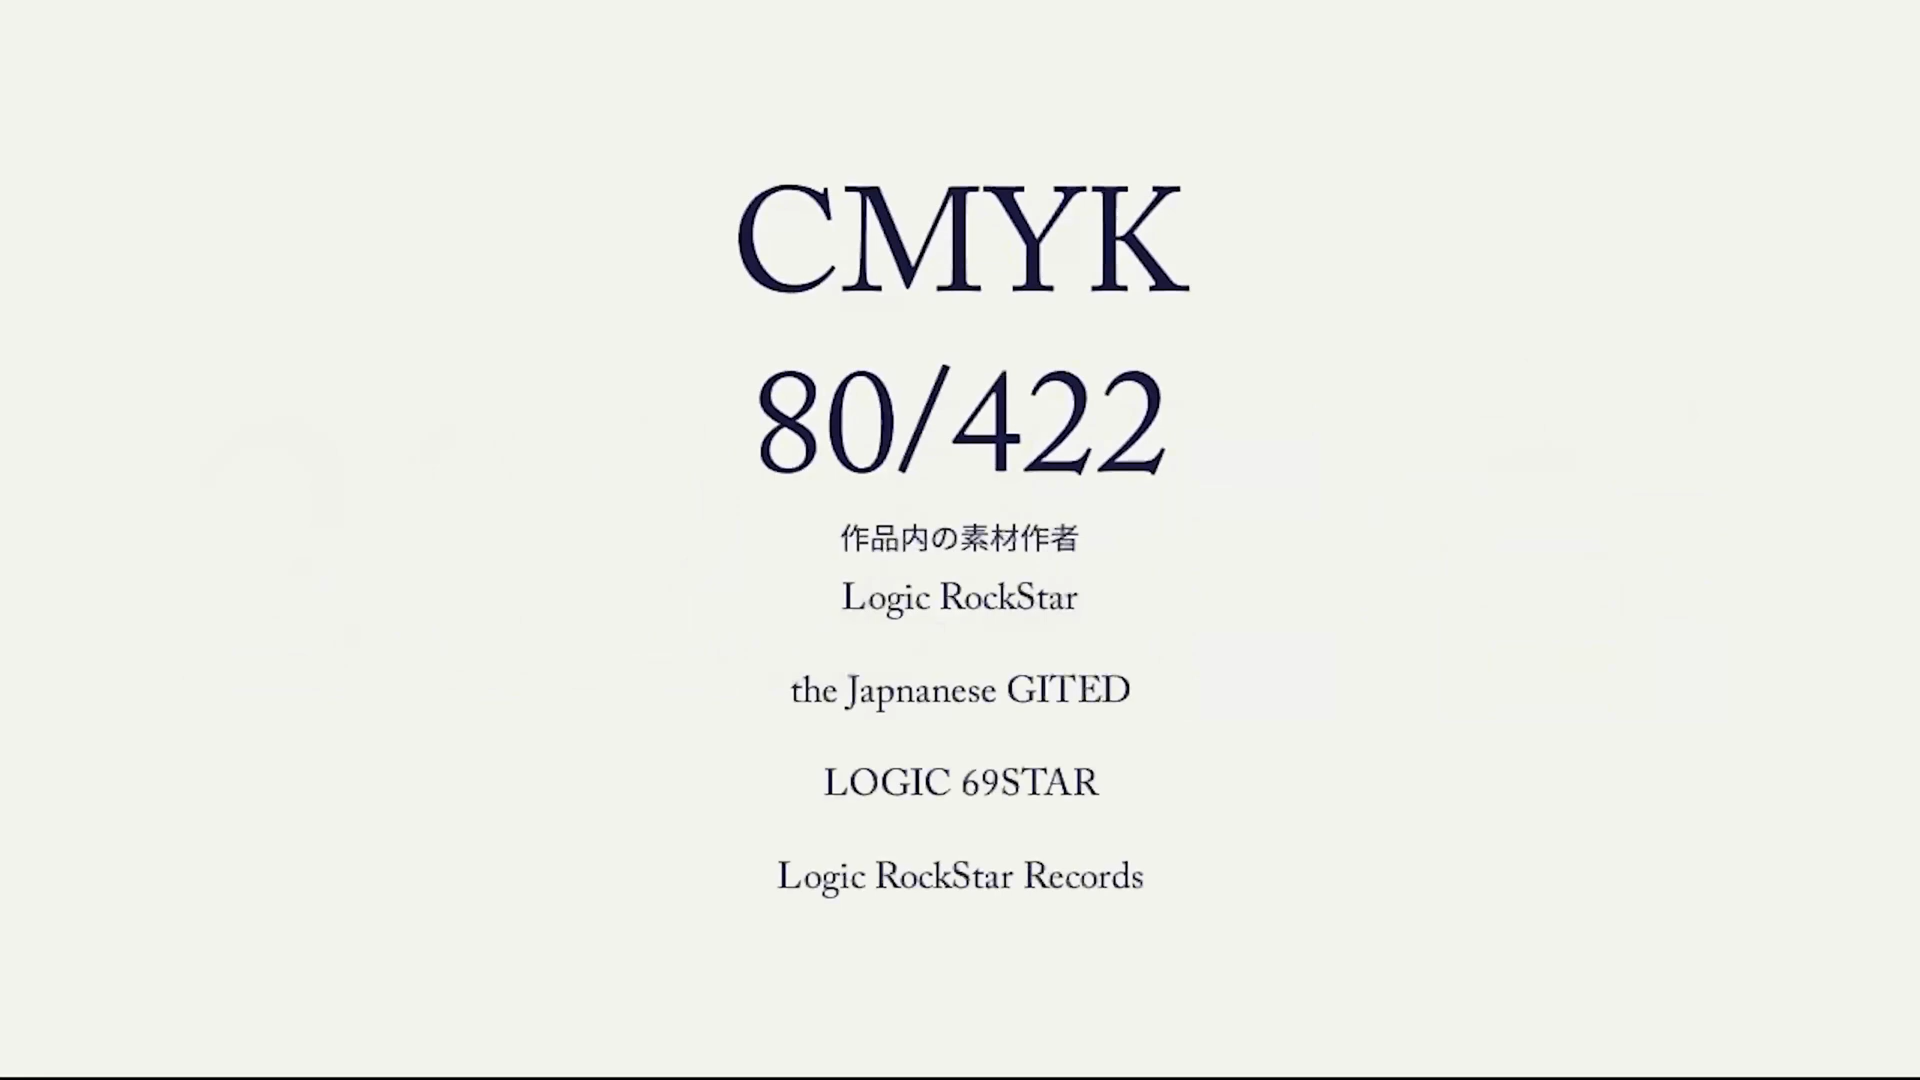 CMYK
80/422
作品内の素材作者
Logic RockStar
the Japnanese GITED
LOGIC 69STAR
Logic RockStar Records